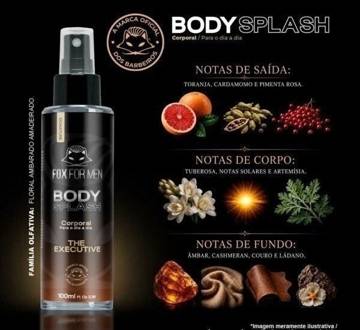 A MARCA OFICIAL
DOS BARBEIROS
BODY SPLASH
Corporal / Para o dia a dia
NOTAS DE SAÍDA:
TORANJA, CARDAMOMO E PIMENTA ROSA.
NOTAS DE CORPO:
TUBEROSA, NOTAS SOLARES E ARTEMÍSIA.
NOTAS DE FUNDO:
ÂMBAR, CASHMERAN, COURO E LÁDANO.
FAMÍLIA OLFATIVA: FLORAL AMBARADO AMADEIRADO.
FOX FOR MEN
BODY
SPLASH
Corporal
Para o dia a dia
THE
EXECUTIVE
100ml
*Imagem meramente ilustrativa /